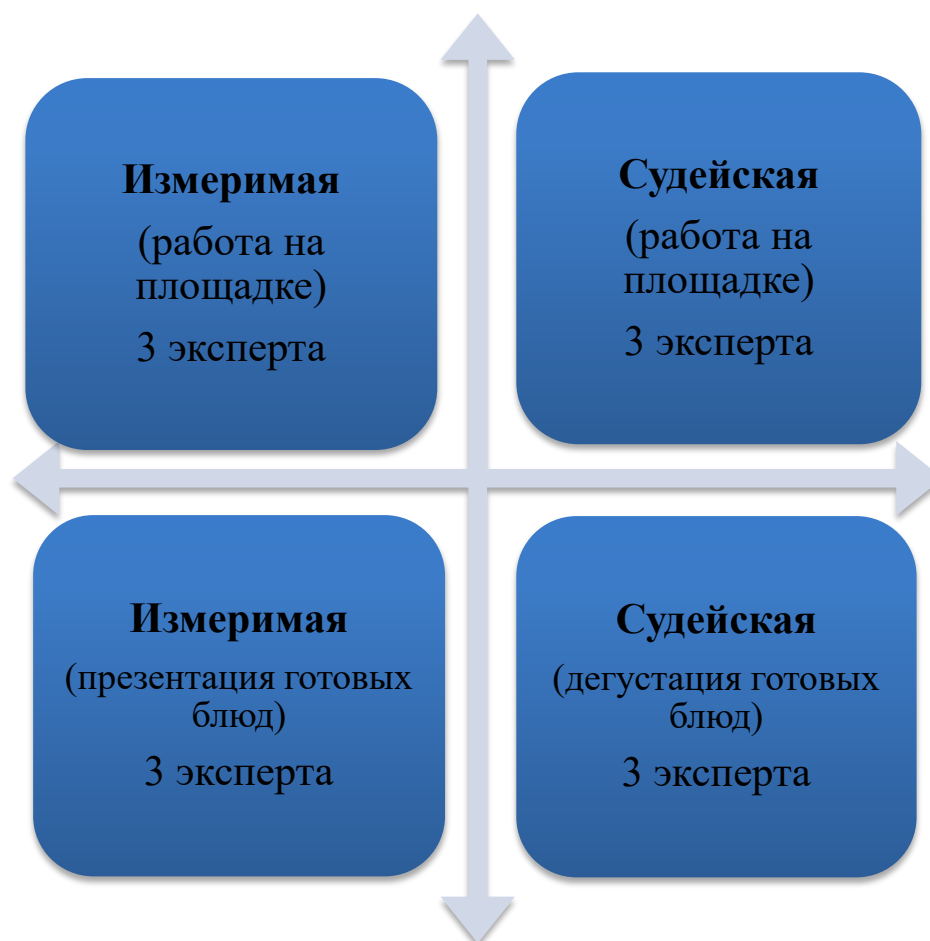 Измеримая
(работа на
площадке)
3 эксперта
Судейская
(работа на
площадке)
3 эксперта
Измеримая
(презентация готовых
блюд)
3 эксперта
Судейская
(дегустация готовых
блюд)
3 эксперта